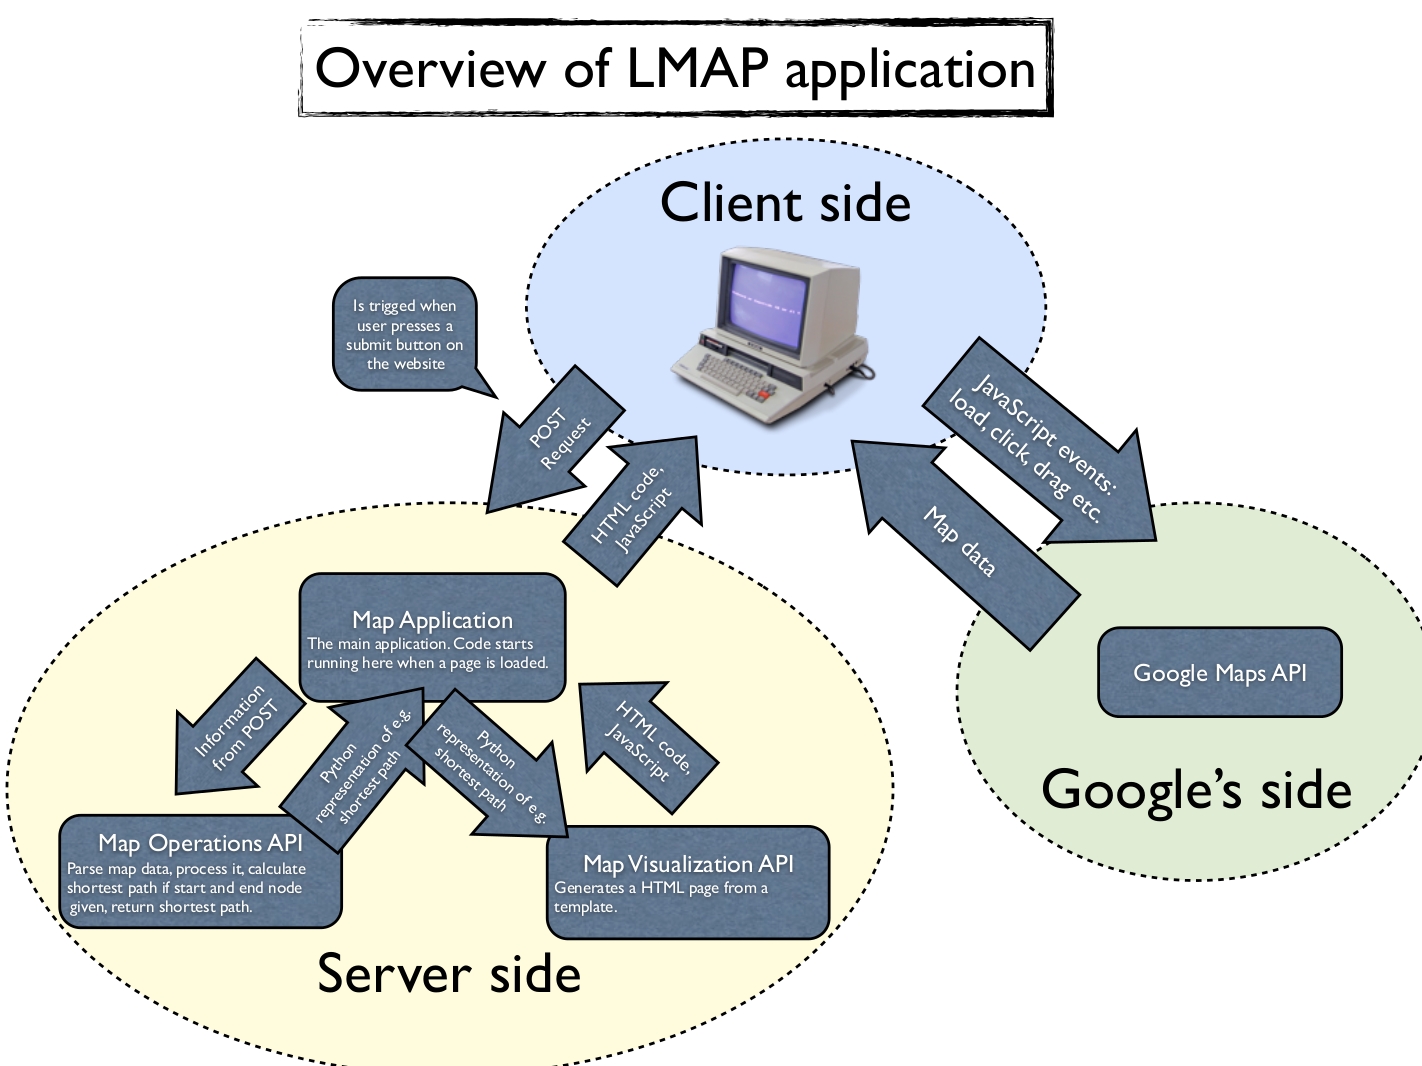 Overview of LMAP application
Client side
Is trigged when
user presses a
submit button on
the website
POST
Request
HTML code,
JavaScript
JavaScript events:
load, click, drag etc.
Map data
Map Application
The main application. Code starts
running here when a page is loaded.
Google Maps API
Google's side
Information
from POST
Python
representation of e.g.
shortest path
Python
representation of e.g.
shortest path
HTML code,
JavaScript
Map Operations API
Parse map data, process it, calculate
shortest path if start and end node
given, return shortest path.
Map Visualization API
Generates a HTML page from a
template.
Server side